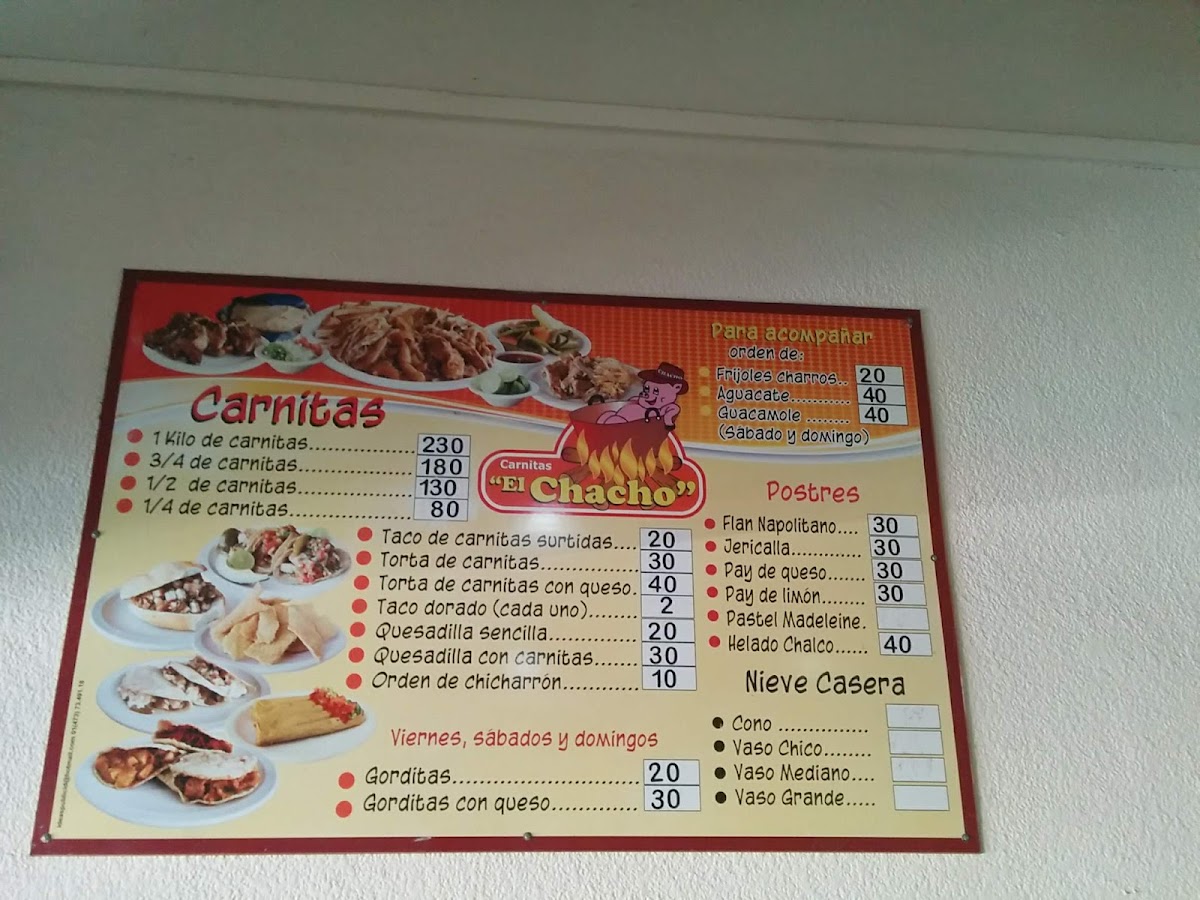 Carnitas
1 Kilo de carnitas.................. 230
3/4 de carnitas.................... 180
1/2 de carnitas.................... 130
1/4 de carnitas..................... 80
CHACHO
Carnitas
"El Chacho"
Para acompañar
orden de:
Frijoles charros.. 20
Aguacate........... 40
Guacamole ........ 40
(Sábado y domingo)
Taco de carnitas surtidas.... 20
Torta de carnitas............... 30
Torta de carnitas con queso. 40
Taco dorado (cada uno)........ 2
Quesadilla sencilla.............. 20
Quesadilla con carnitas....... 30
Orden de chicharrón............ 10
Viernes, sábados y domingos
Gorditas............................ 20
Gorditas con queso............. 30
Postres
Flan Napolitano.... 30
Jericalla............. 30
Pay de queso....... 30
Pay de limón........ 30
Pastel Madeleine.
Helado Chalco...... 40
Nieve Casera
Cono ................
Vaso Chico........
Vaso Mediano....
Vaso Grande.....